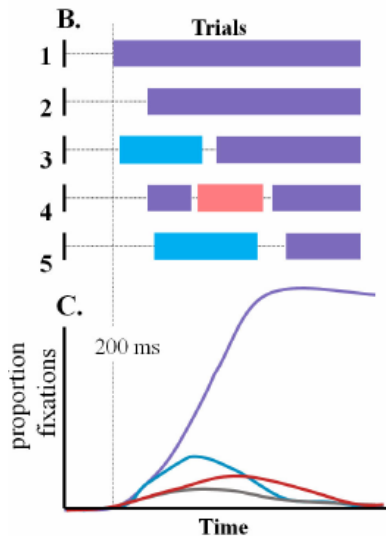 B.
Trials
1
2
3
4
5
C.
200 ms
proportion
fixations
Time